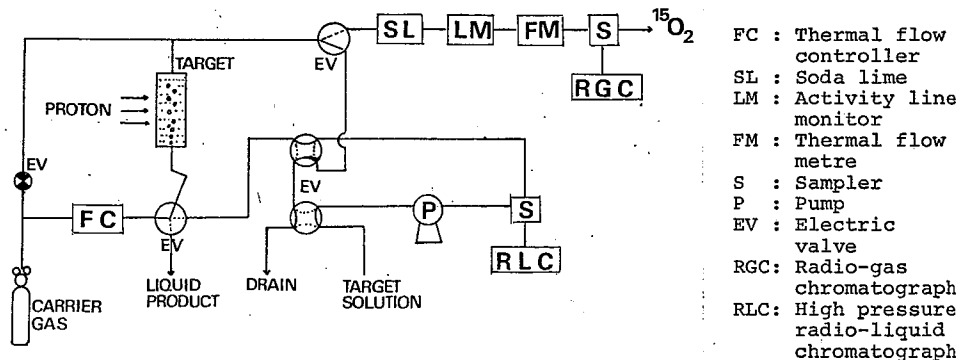 SL
LM
FM
S
¹⁵O₂
EV
RGC
TARGET
PROTON
EV
EV
FC
EV
P
S
EV
RLC
LIQUID
PRODUCT
DRAIN
TARGET
SOLUTION
CARRIER
GAS
FC : Thermal flow
controller
SL : Soda lime
LM : Activity line
monitor
FM : Thermal flow
metre
S : Sampler
P : Pump
EV : Electric
valve
RGC: Radio-gas
chromatograph
RLC: High pressure
radio-liquid
chromatograph